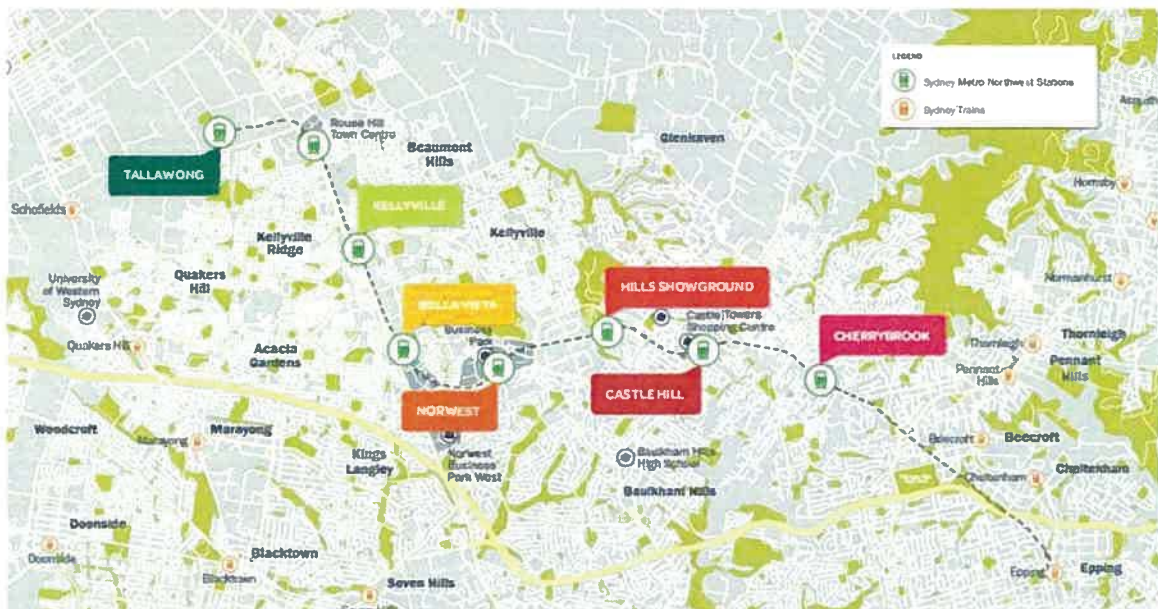 LEGEND
Sydney Metro Northwest Stations
Sydney Trains
Rouse Hill
Town Centre
Beaumont
Hills
Glenhaven
TALLAWONG
Hornsby
KELLYVILLE
Schofields
Kellyville
Ridge
Kellyville
Quakers
Hill
University
of Western
Sydney
Normanhurst
HILLS SHOWGROUND
BELLA VISTA
Business
Park
Castle Towers
Shopping Centre
CHERRYBROOK
Thornleigh
Thornleigh
Quakers Hill
Acacia
Gardens
Pennant
Hills
Pennant
Hills
CASTLE HILL
NORWEST
Woodcroft
Marayong
Marayong
Kings
Langley
Norwest
Business
Park West
Baulkham Hills
High School
Baulkham Hills
Beecroft
Beecroft
Cheltenham
Cheltenham
Doonside
Doonside
Blacktown
Blacktown
Seven Hills
Epping
Epping